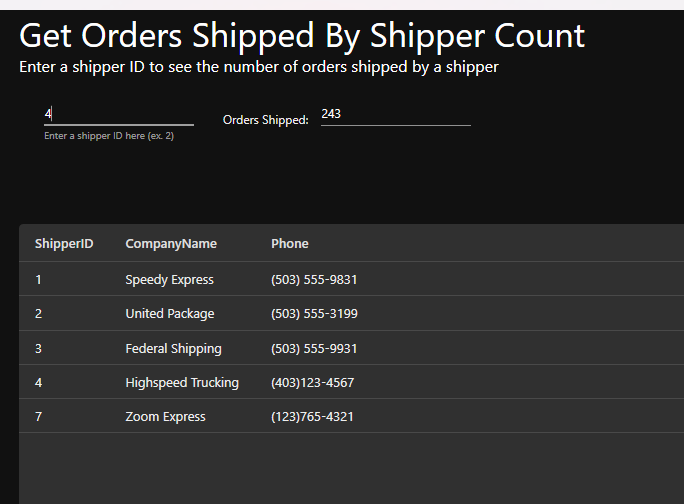 Get Orders Shipped By Shipper Count
Enter a shipper ID to see the number of orders shipped by a shipper
4 Orders Shipped: 243
Enter a shipper ID here (ex. 2)
ShipperID CompanyName Phone
1 Speedy Express (503) 555-9831
2 United Package (503) 555-3199
3 Federal Shipping (503) 555-9931
4 Highspeed Trucking (403)123-4567
7 Zoom Express (123)765-4321